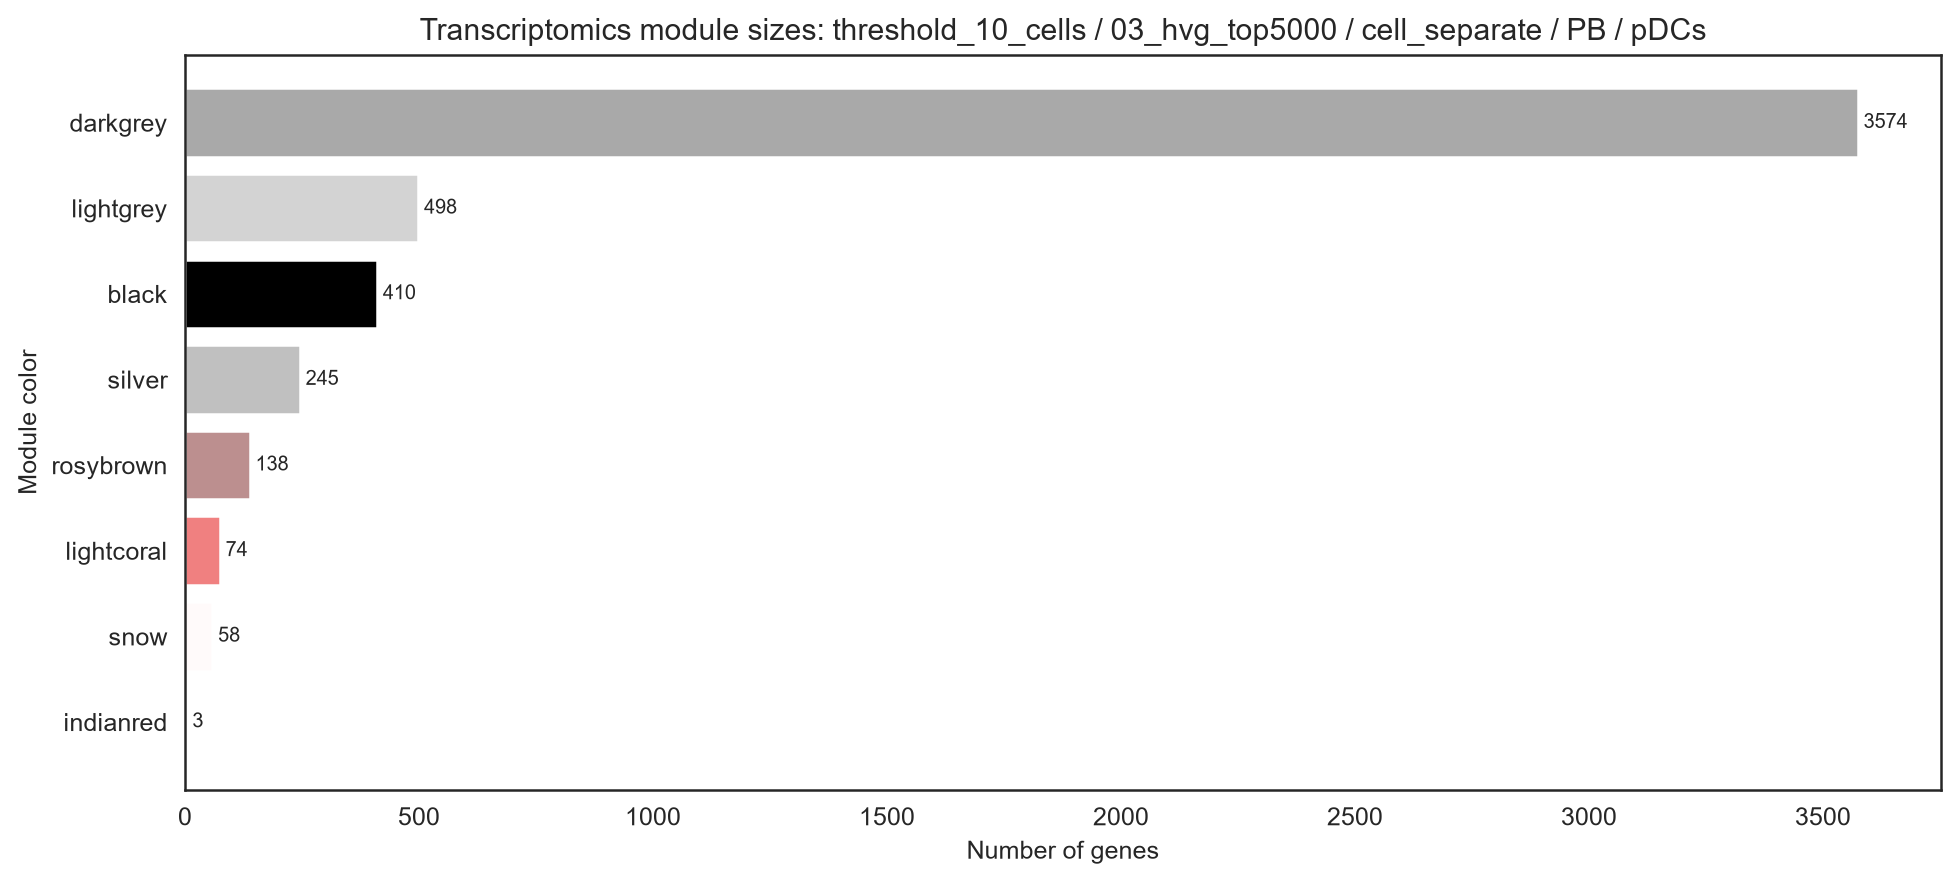 Transcriptomics module sizes: threshold_10_cells / 03_hvg_top5000 / cell_separate / PB / pDCs
Module color
darkgrey 3574
lightgrey 498
black 410
silver 245
rosybrown 138
lightcoral 74
snow 58
indianred 3
0 500 1000 1500 2000 2500 3000 3500
Number of genes